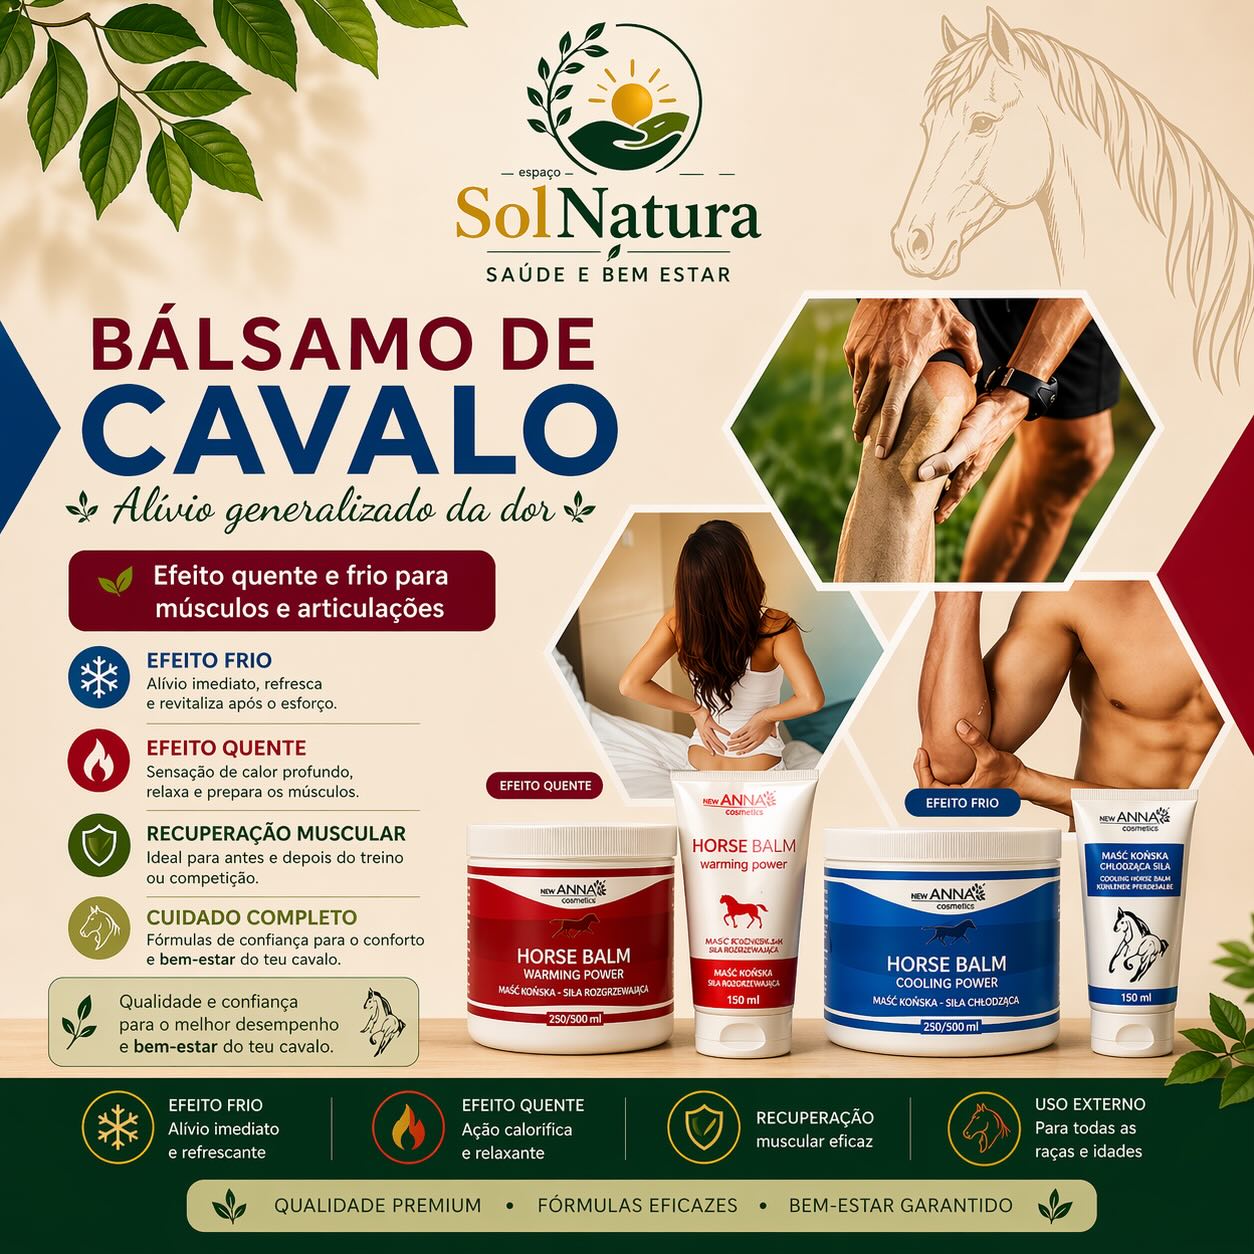 espaço
SolNatura
SAÚDE E BEM ESTAR
BÁLSAMO DE
CAVALO
Alívio generalizado da dor
Efeito quente e frio para
músculos e articulações
EFEITO FRIO
Alívio imediato, refresca
e revitaliza após o esforço.
EFEITO QUENTE
Sensação de calor profundo,
relaxa e prepara os músculos.
RECUPERAÇÃO MUSCULAR
Ideal para antes e depois do treino
ou competição.
CUIDADO COMPLETO
Fórmulas de confiança para o conforto
e bem-estar do teu cavalo.
Qualidade e confiança
para o melhor desempenho
e bem-estar do teu cavalo.
EFEITO QUENTE
NEW ANNA
cosmetics
HORSE BALM
WARMING POWER
MAŚĆ KOŃSKA - SIŁA ROZGRZEWAJĄCA
250/500 ml
NEW ANNA
cosmetics
HORSE BALM
warming power
MAŚĆ KOŃSKA
SIŁA ROZGRZEWAJĄCA
150 ml
EFEITO FRIO
NEW ANNA
cosmetics
HORSE BALM
COOLING POWER
MAŚĆ KOŃSKA - SIŁA CHŁODZĄCA
250/500 ml
NEW ANNA
cosmetics
MAŚĆ KOŃSKA
CHŁODZĄCA SIŁA
COOLING HORSE BALM
150 ml
EFEITO FRIO
Alívio imediato
e refrescante
EFEITO QUENTE
Ação calorífica
e relaxante
RECUPERAÇÃO
muscular eficaz
USO EXTERNO
Para todas as
raças e idades
QUALIDADE PREMIUM • FÓRMULAS EFICAZES • BEM-ESTAR GARANTIDO